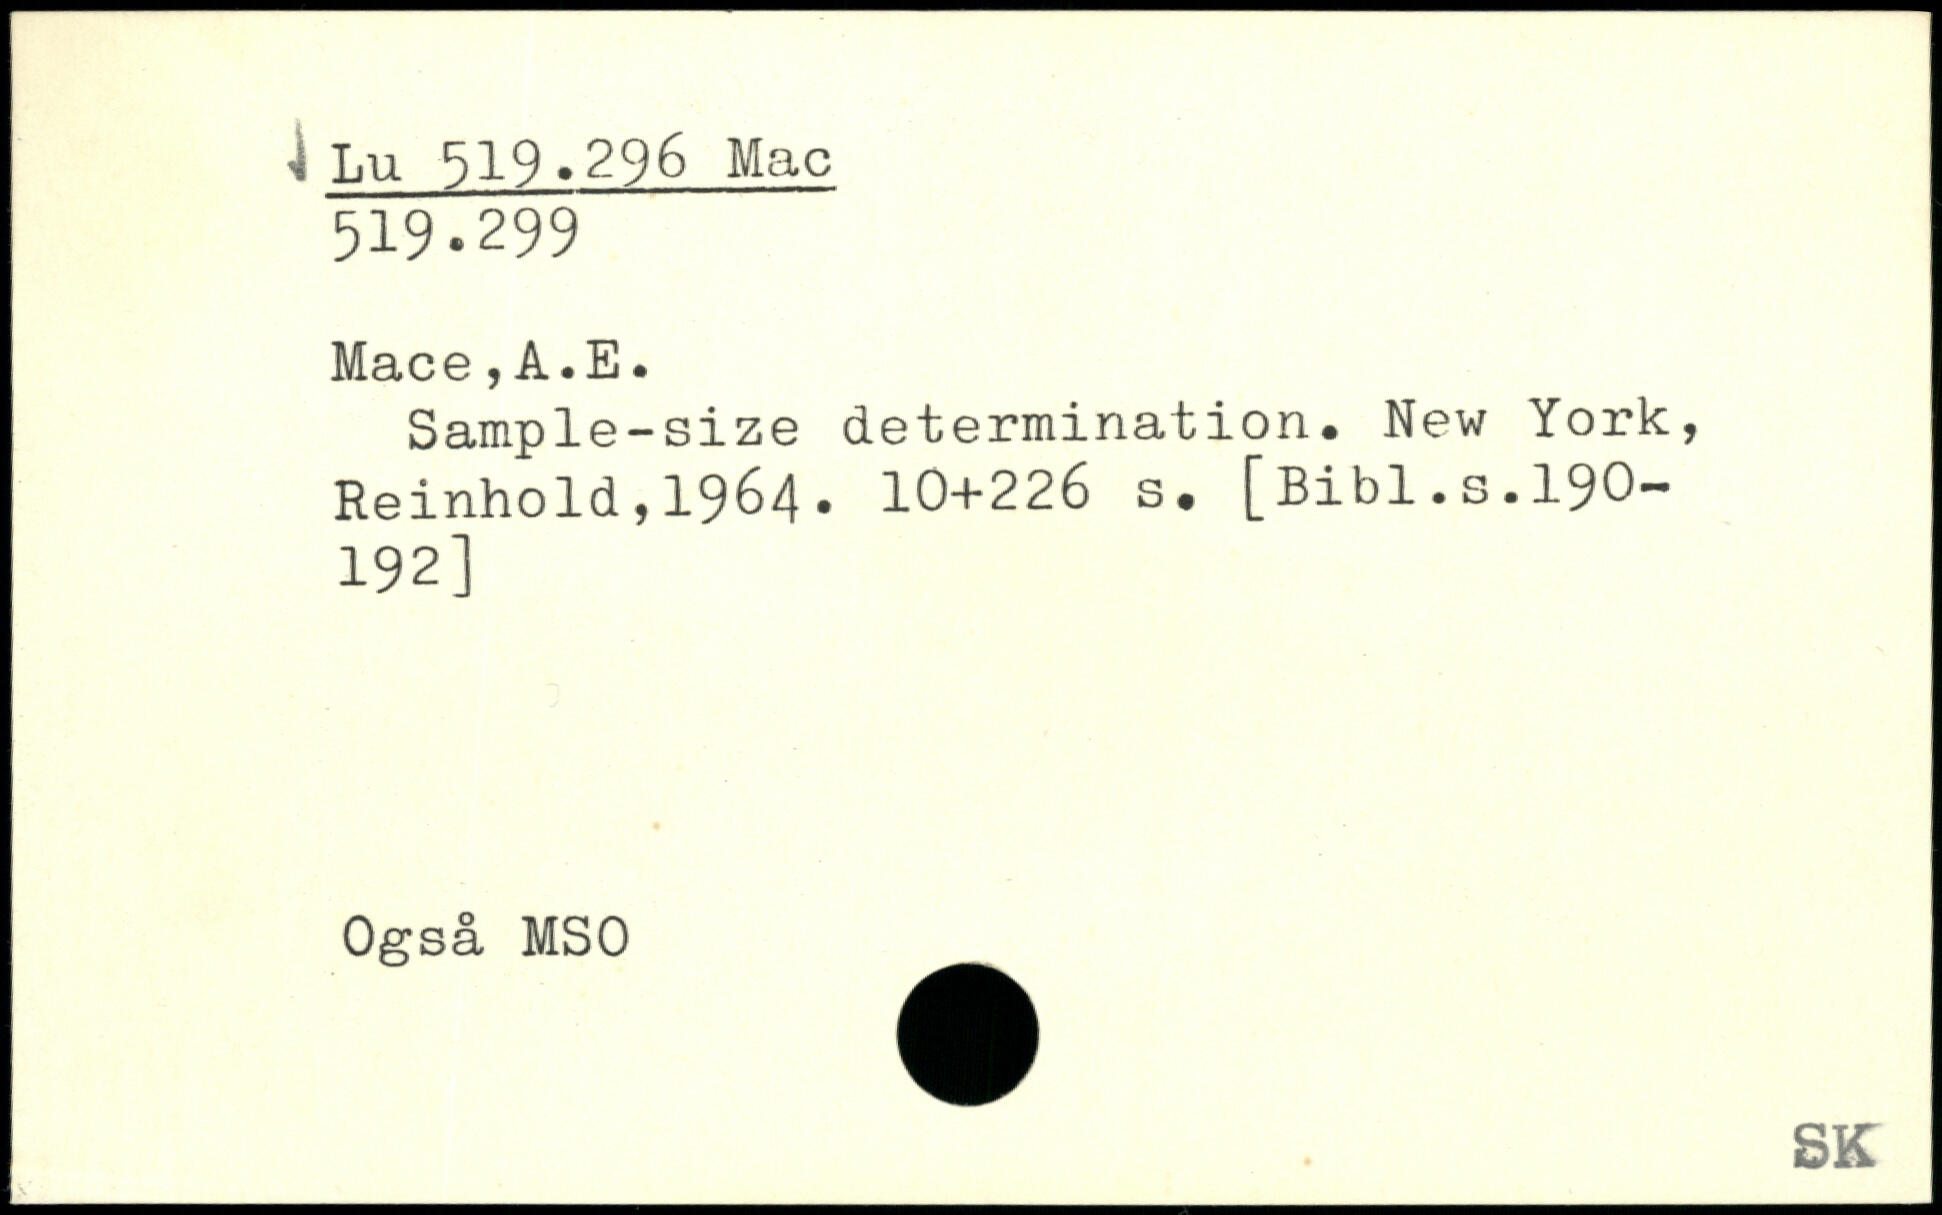 Lu 519.296 Mac
519.299
Mace,A.E.
Sample-size determination. New York,
Reinhold,1964. 10+226 s. [Bibl.s.190-
192]
Også MSO
SK